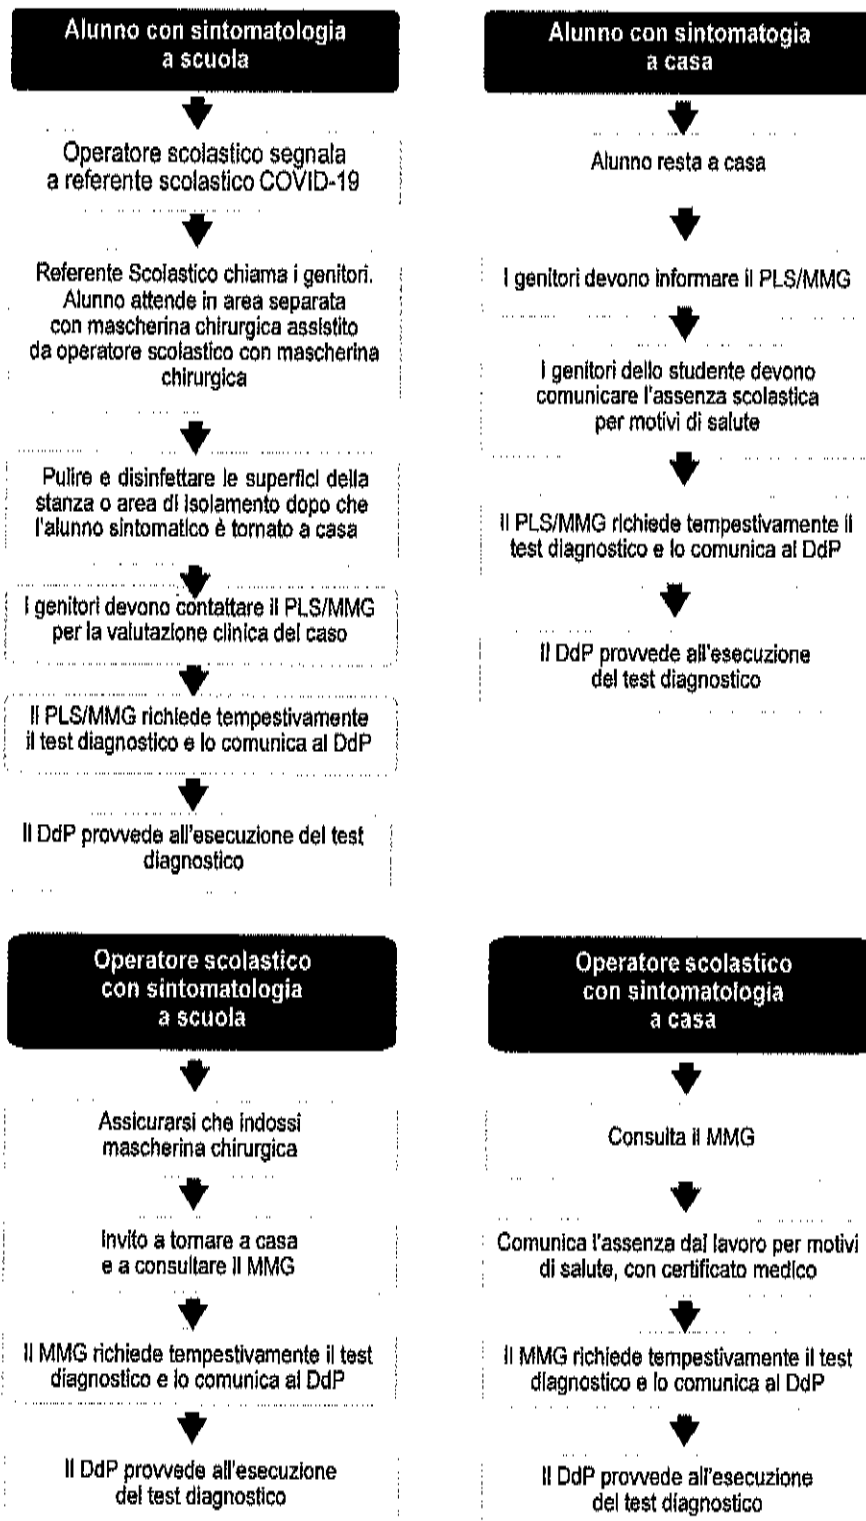 Alunno con sintomatologia
a scuola
Operatore scolastico segnala
a referente scolastico COVID-19
Referente Scolastico chiama i genitori.
Alunno attende in area separata
con mascherina chirurgica assistito
da operatore scolastico con mascherina
chirurgica
Pulire e disinfettare le superfici della
stanza o area di isolamento dopo che
l'alunno sintomatico è tornato a casa
I genitori devono contattare il PLS/MMG
per la valutazione clinica del caso
Il PLS/MMG richiede tempestivamente
il test diagnostico e lo comunica al DdP
Il DdP provvede all'esecuzione del test
diagnostico
Alunno con sintomatogia
a casa
Alunno resta a casa
I genitori devono informare il PLS/MMG
I genitori dello studente devono
comunicare l'assenza scolastica
per motivi di salute
Il PLS/MMG richiede tempestivamente il
test diagnostico e lo comunica al DdP
Il DdP provvede all'esecuzione
del test diagnostico
Operatore scolastico
con sintomatologia
a scuola
Assicurarsi che indossi
mascherina chirurgica
Invito a tornare a casa
e a consultare il MMG
Il MMG richiede tempestivamente il test
diagnostico e lo comunica al DdP
Il DdP provvede all'esecuzione
del test diagnostico
Operatore scolastico
con sintomatologia
a casa
Consulta il MMG
Comunica l'assenza dal lavoro per motivi
di salute, con certificato medico
Il MMG richiede tempestivamente il test
diagnostico e lo comunica al DdP
Il DdP provvede all'esecuzione
del test diagnostico